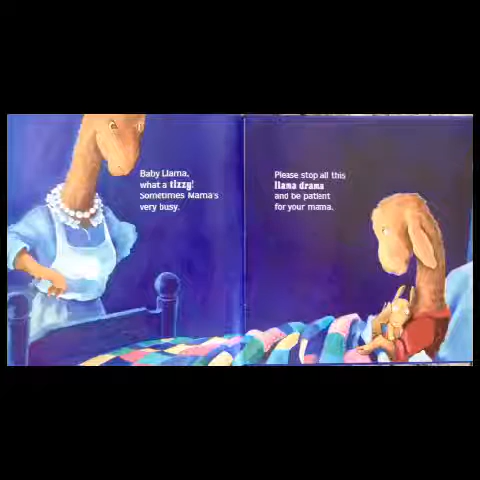 Baby Llama,
what a tizzy!
Sometimes Mama's
very busy.
Please stop all this
llama drama
and be patient
for your mama.